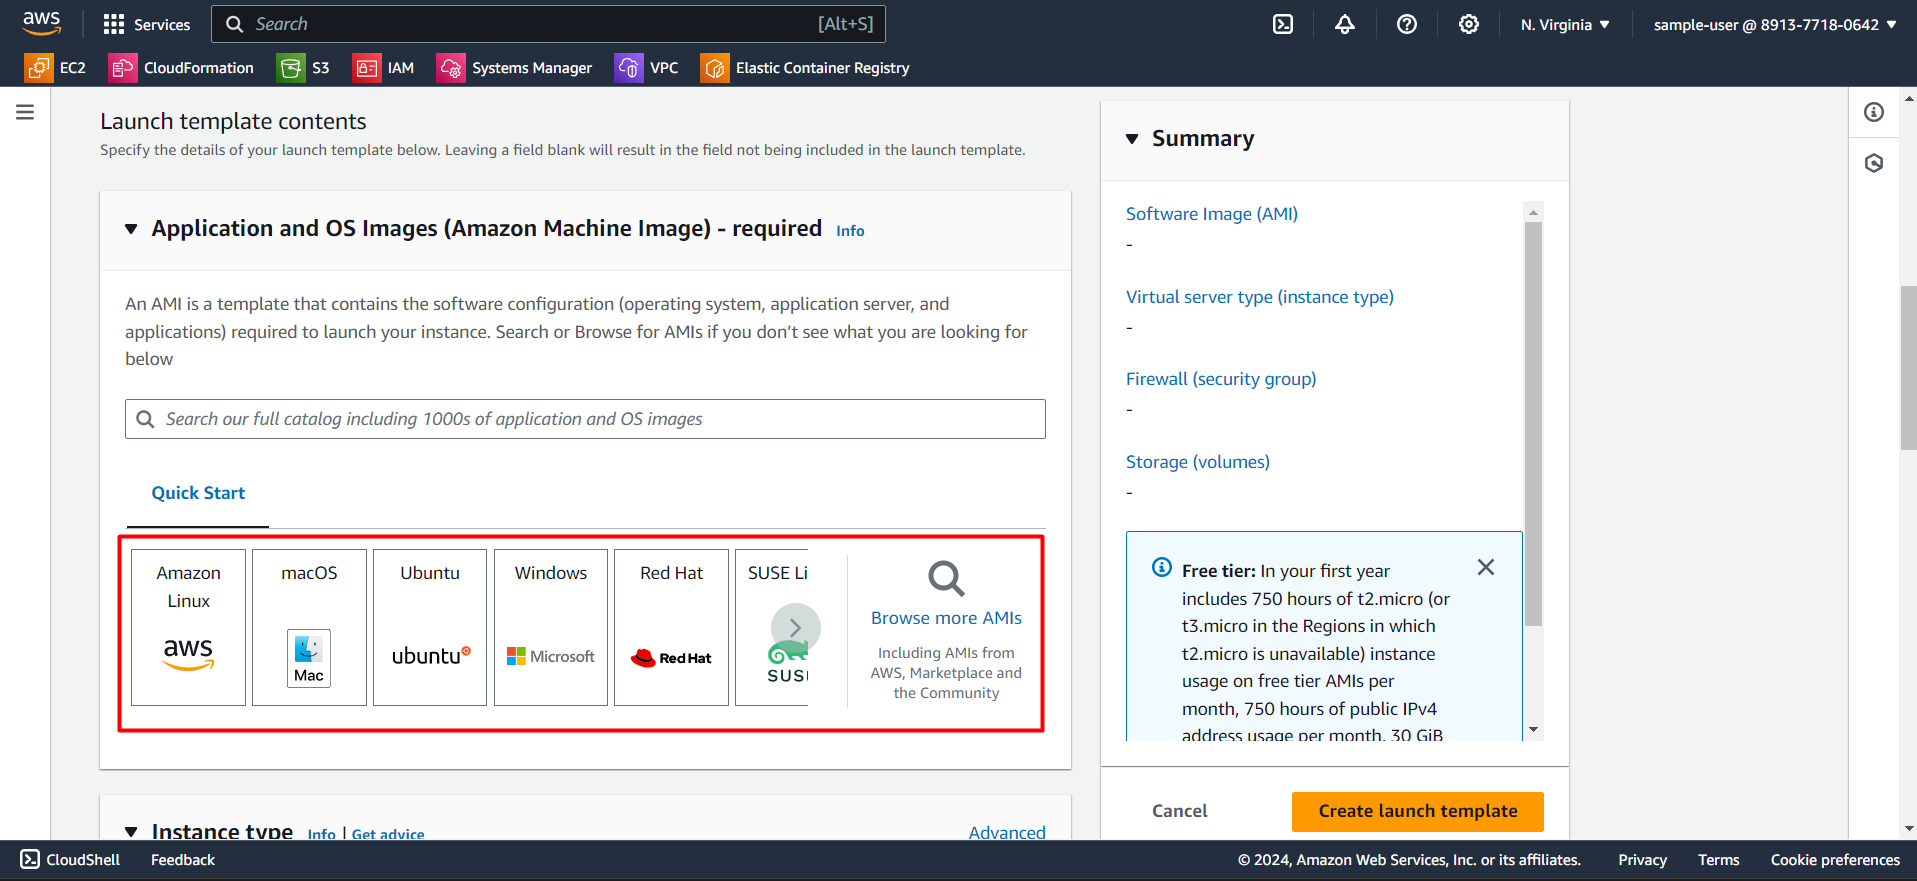 aws
Services
Search
[Alt+S]
N. Virginia
sample-user @ 8913-7718-0642
EC2
CloudFormation
S3
IAM
Systems Manager
VPC
Elastic Container Registry
Launch template contents
Specify the details of your launch template below. Leaving a field blank will result in the field not being included in the launch template.
Application and OS Images (Amazon Machine Image) - required Info
An AMI is a template that contains the software configuration (operating system, application server, and
applications) required to launch your instance. Search or Browse for AMIs if you don’t see what you are looking for
below
Search our full catalog including 1000s of application and OS images
Quick Start
Amazon
Linux
aws
macOS
Mac
Ubuntu
ubuntu
Windows
Microsoft
Red Hat
Red Hat
SUSE Li
SUS
Browse more AMIs
Including AMIs from
AWS, Marketplace and
the Community
Instance type Info | Get advice
Advanced
Summary
Software Image (AMI)
-
Virtual server type (instance type)
-
Firewall (security group)
-
Storage (volumes)
-
Free tier: In your first year
includes 750 hours of t2.micro (or
t3.micro in the Regions in which
t2.micro is unavailable) instance
usage on free tier AMIs per
month, 750 hours of public IPv4
address usage per month, 30 GiB
Cancel
Create launch template
CloudShell
Feedback
© 2024, Amazon Web Services, Inc. or its affiliates.
Privacy
Terms
Cookie preferences